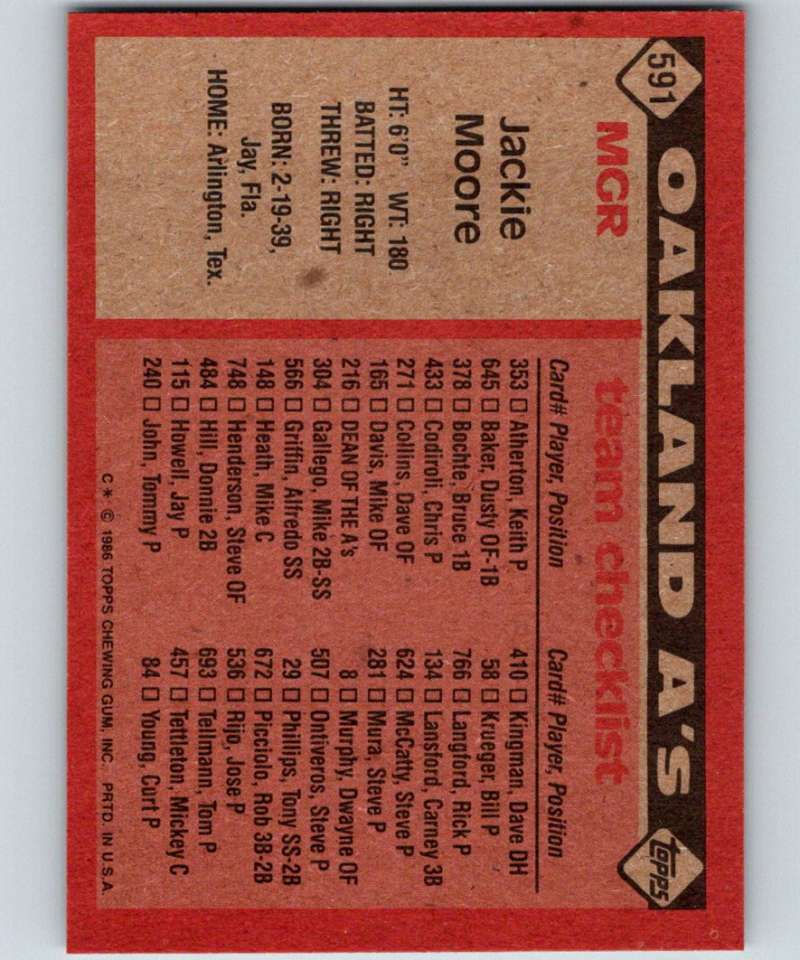 591
OAKLAND A'S
topps
MGR
Jackie
Moore
HT: 6'0" WT: 180
BATTED: RIGHT
THREW: RIGHT
BORN: 2-19-39,
Jay, Fla.
HOME: Arlington, Tex.
team checklist
Card# Player, Position
353 □ Atherton, Keith P
645 □ Baker, Dusty OF-1B
378 □ Bochte, Bruce 1B
433 □ Codiroli, Chris P
271 □ Collins, Dave OF
165 □ Davis, Mike OF
216 □ DEAN OF THE A's
304 □ Gallego, Mike 2B-SS
566 □ Griffin, Alfredo SS
148 □ Heath, Mike C
748 □ Henderson, Steve OF
484 □ Hill, Donnie 2B
115 □ Howell, Jay P
240 □ John, Tommy P
Card# Player, Position
410 □ Kingman, Dave DH
58 □ Krueger, Bill P
766 □ Langford, Rick P
134 □ Lansford, Carney 3B
624 □ McCatty, Steve P
281 □ Mura, Steve P
8 □ Murphy, Dwayne OF
507 □ Ontiveros, Steve P
29 □ Phillips, Tony SS-2B
672 □ Picciolo, Rob 3B-2B
536 □ Rijo, Jose P
693 □ Tellmann, Tom P
457 □ Tettleton, Mickey C
84 □ Young, Curt P
C * © 1986 TOPPS CHEWING GUM, INC. PRTD. IN U.S.A.